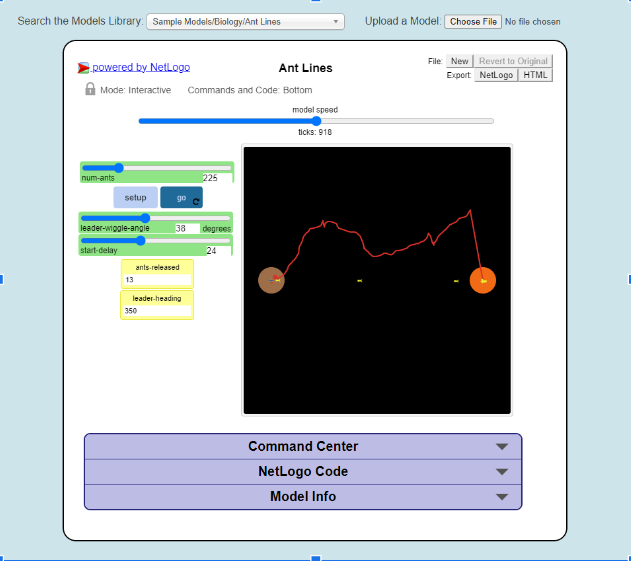 Search the Models Library: Sample Models/Biology/Ant Lines Upload a Model: Choose File No file chosen
powered by NetLogo Ant Lines File: New Revert to Original
Export: NetLogo HTML
Mode: Interactive Commands and Code: Bottom
model speed
ticks: 918
num-ants 225
setup go
leader-wiggle-angle 38 degrees
start-delay 24
ants-released
13
leader-heading
350
Command Center
NetLogo Code
Model Info